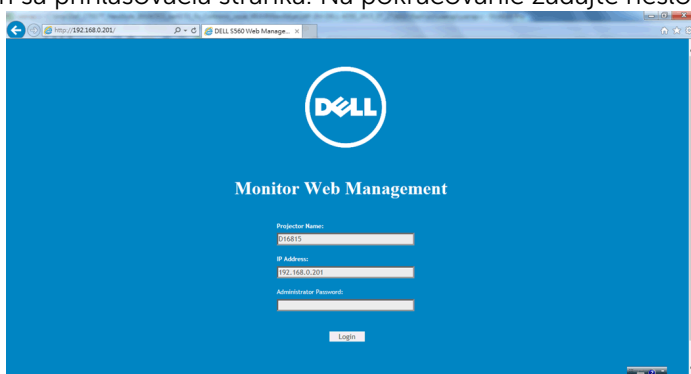 sa prihlasovacia stránka. Na pokračovanie zadajte heslo
http://192.168.0.201/
DELL S560 Web Manage...
DELL
Monitor Web Management
Projector Name:
D16815
IP Address:
192.168.0.201
Administrator Password:
Login